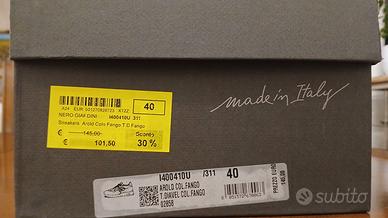 made in Italy
A24 EUR
40
NERO GIARDINI I400410U /311
Sneakers Arold Colo.Fango T.D.Fango
€ 145,00 Sconto
€ 101,50 30 %
I400410U /311 40
AROLD COL.FANGO
T.DIAVEL COL.FANGO
PREZZO EURO
145.00
subito